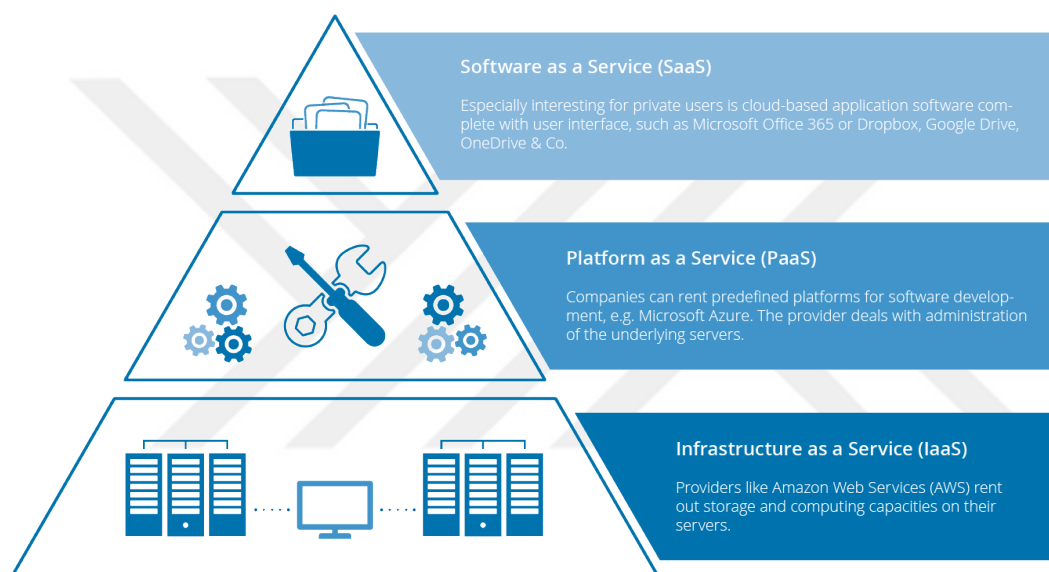 Software as a Service (SaaS)
Especially interesting for private users is cloud-based application software com-
plete with user interface, such as Microsoft Office 365 or Dropbox, Google Drive,
OneDrive & Co.
Platform as a Service (PaaS)
Companies can rent predefined platforms for software develop-
ment, e.g. Microsoft Azure. The provider deals with administration
of the underlying servers.
Infrastructure as a Service (IaaS)
Providers like Amazon Web Services (AWS) rent
out storage and computing capacities on their
servers.